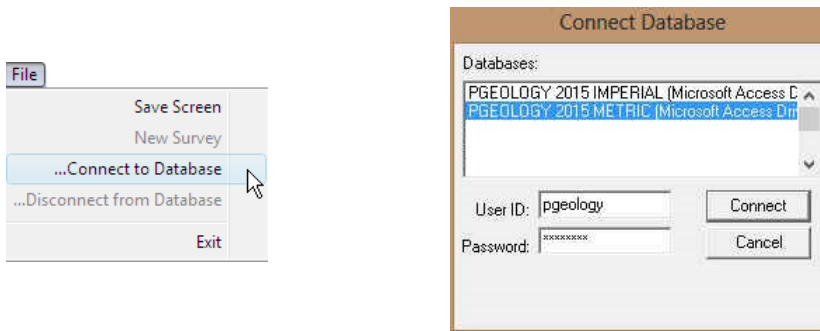 File
Save Screen
New Survey
...Connect to Database
...Disconnect from Database
Exit
Connect Database
Databases:
PGEOLOGY 2015 IMPERIAL (Microsoft Access D
PGEOLOGY 2015 METRIC (Microsoft Access Dri
User ID: pgeology
Connect
Password: xxxxxxxx
Cancel